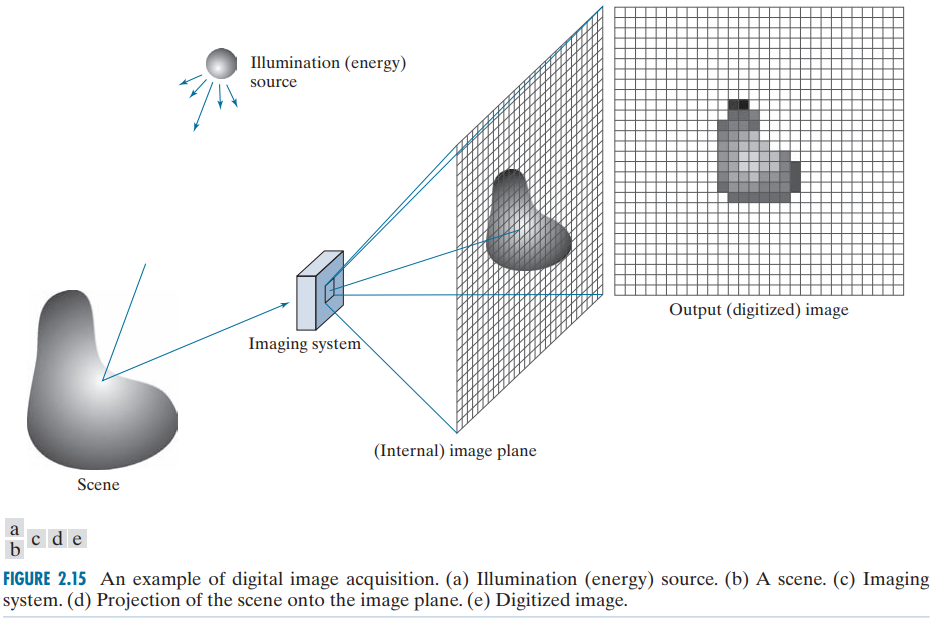 Illumination (energy)
source
Imaging system
Output (digitized) image
(Internal) image plane
Scene
a
b
c d e
FIGURE 2.15 An example of digital image acquisition. (a) Illumination (energy) source. (b) A scene. (c) Imaging
system. (d) Projection of the scene onto the image plane. (e) Digitized image.